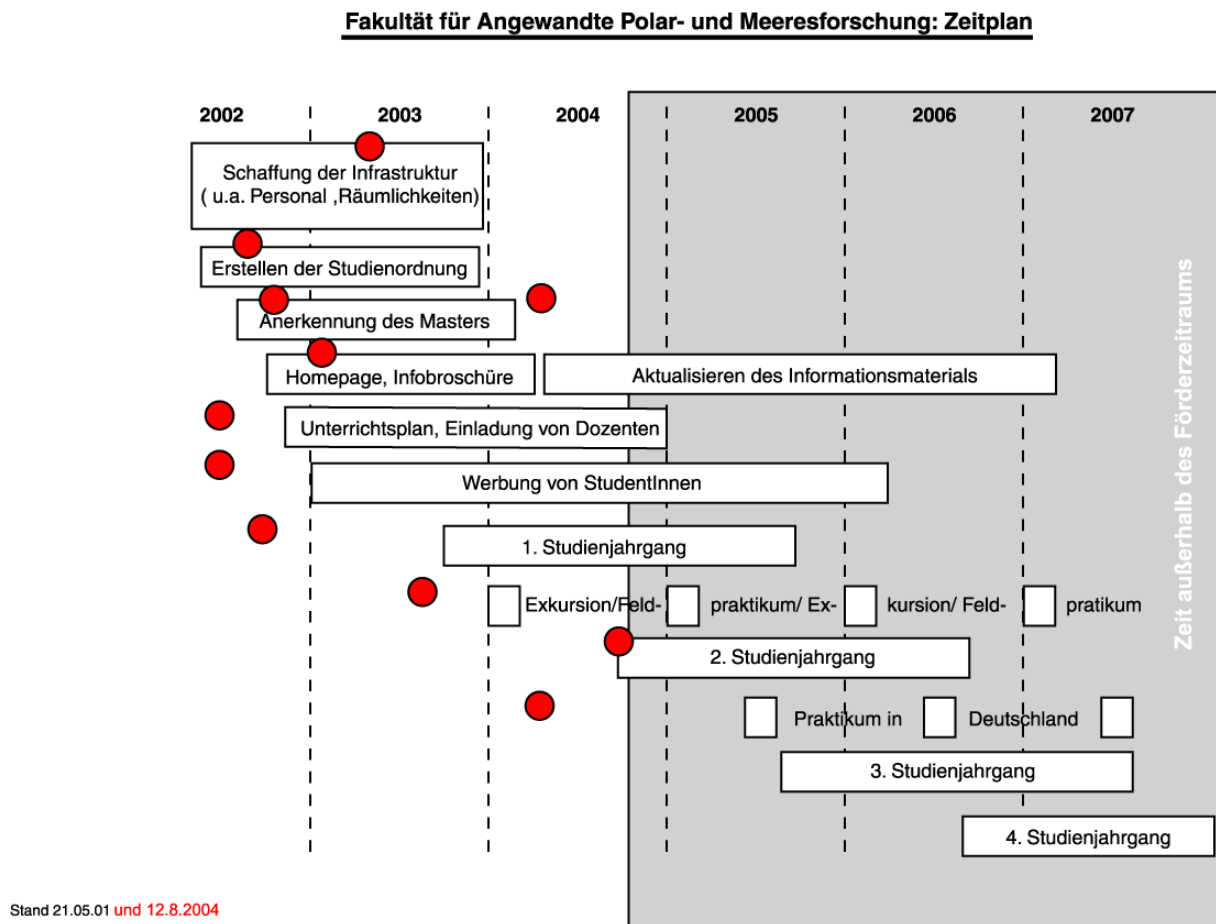 Fakultät für Angewandte Polar- und Meeresforschung: Zeitplan
2002 2003 2004 2005 2006 2007
Schaffung der Infrastruktur
( u.a. Personal ,Räumlichkeiten)
Erstellen der Studienordnung
Anerkennung des Masters
Homepage, Infobroschüre
Aktualisieren des Informationsmaterials
Unterrichtsplan, Einladung von Dozenten
Werbung von StudentInnen
1. Studienjahrgang
Exkursion/Feld- praktikum/ Ex- kursion/ Feld- pratikum
2. Studienjahrgang
Praktikum in Deutschland
3. Studienjahrgang
4. Studienjahrgang
Zeit außerhalb des Förderzeitraums
Stand 21.05.01 und 12.8.2004